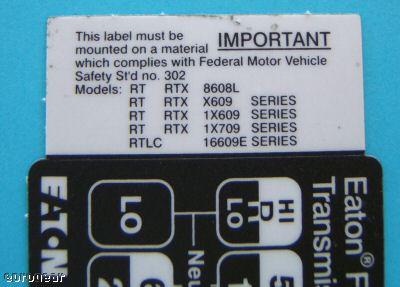 This label must be
mounted on a material IMPORTANT
which complies with Federal Motor Vehicle
Safety St'd no. 302
Models: RT RTX 8608L
RT RTX X609 SERIES
RT RTX 1X609 SERIES
RT RTX 1X709 SERIES
RTLC 16609E SERIES
EATON
LO
HI
LO
Neu
Eaton® F
Transmi
5
1
2
eurogear